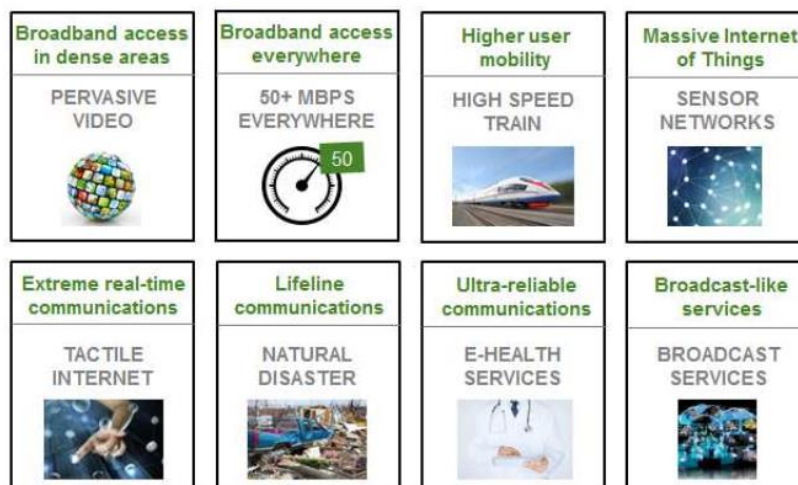 Broadband access
in dense areas
PERVASIVE
VIDEO
Broadband access
everywhere
50+ MBPS
EVERYWHERE
50
Higher user
mobility
HIGH SPEED
TRAIN
Massive Internet
of Things
SENSOR
NETWORKS
Extreme real-time
communications
TACTILE
INTERNET
Lifeline
communications
NATURAL
DISASTER
Ultra-reliable
communications
E-HEALTH
SERVICES
Broadcast-like
services
BROADCAST
SERVICES